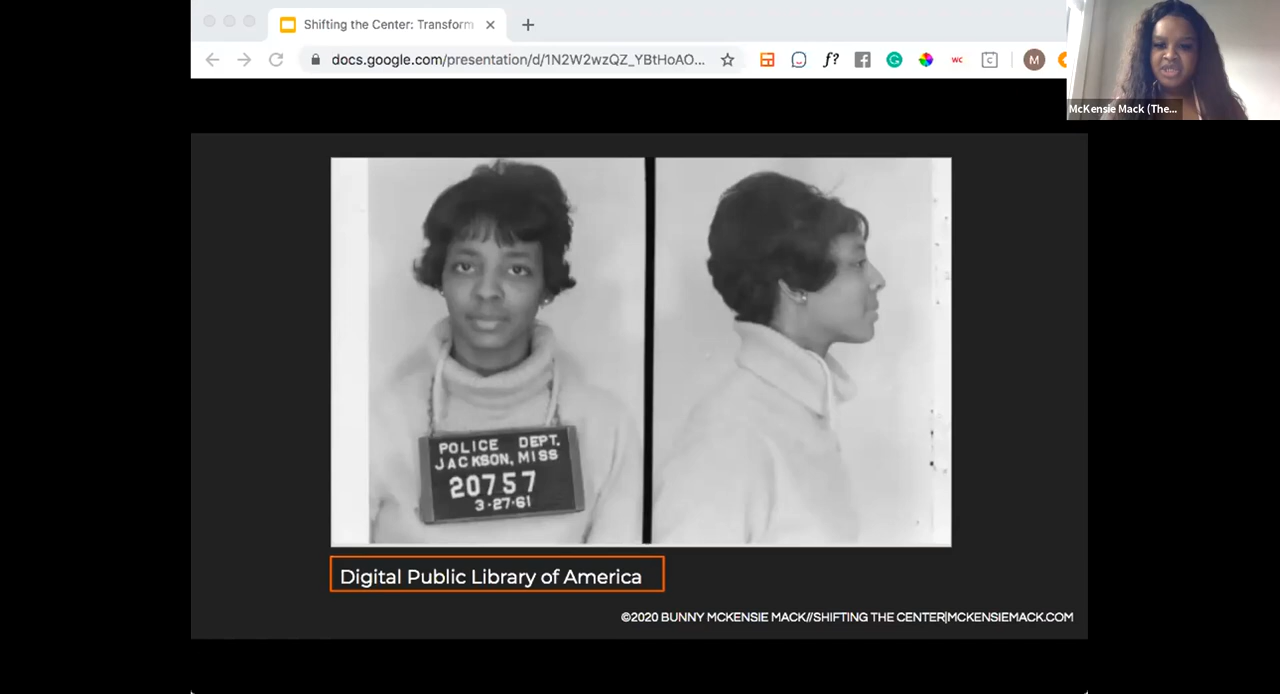 Shifting the Center: Transform
docs.google.com/presentation/d/1N2W2wzQZ_YBtHoAO...
f?
wc
C
M
McKensie Mack (The...
POLICE DEPT.
JACKSON, MISS
20757
3-27-61
Digital Public Library of America
©2020 BUNNY MCKENSIE MACK//SHIFTING THE CENTER|MCKENSIEMACK.COM